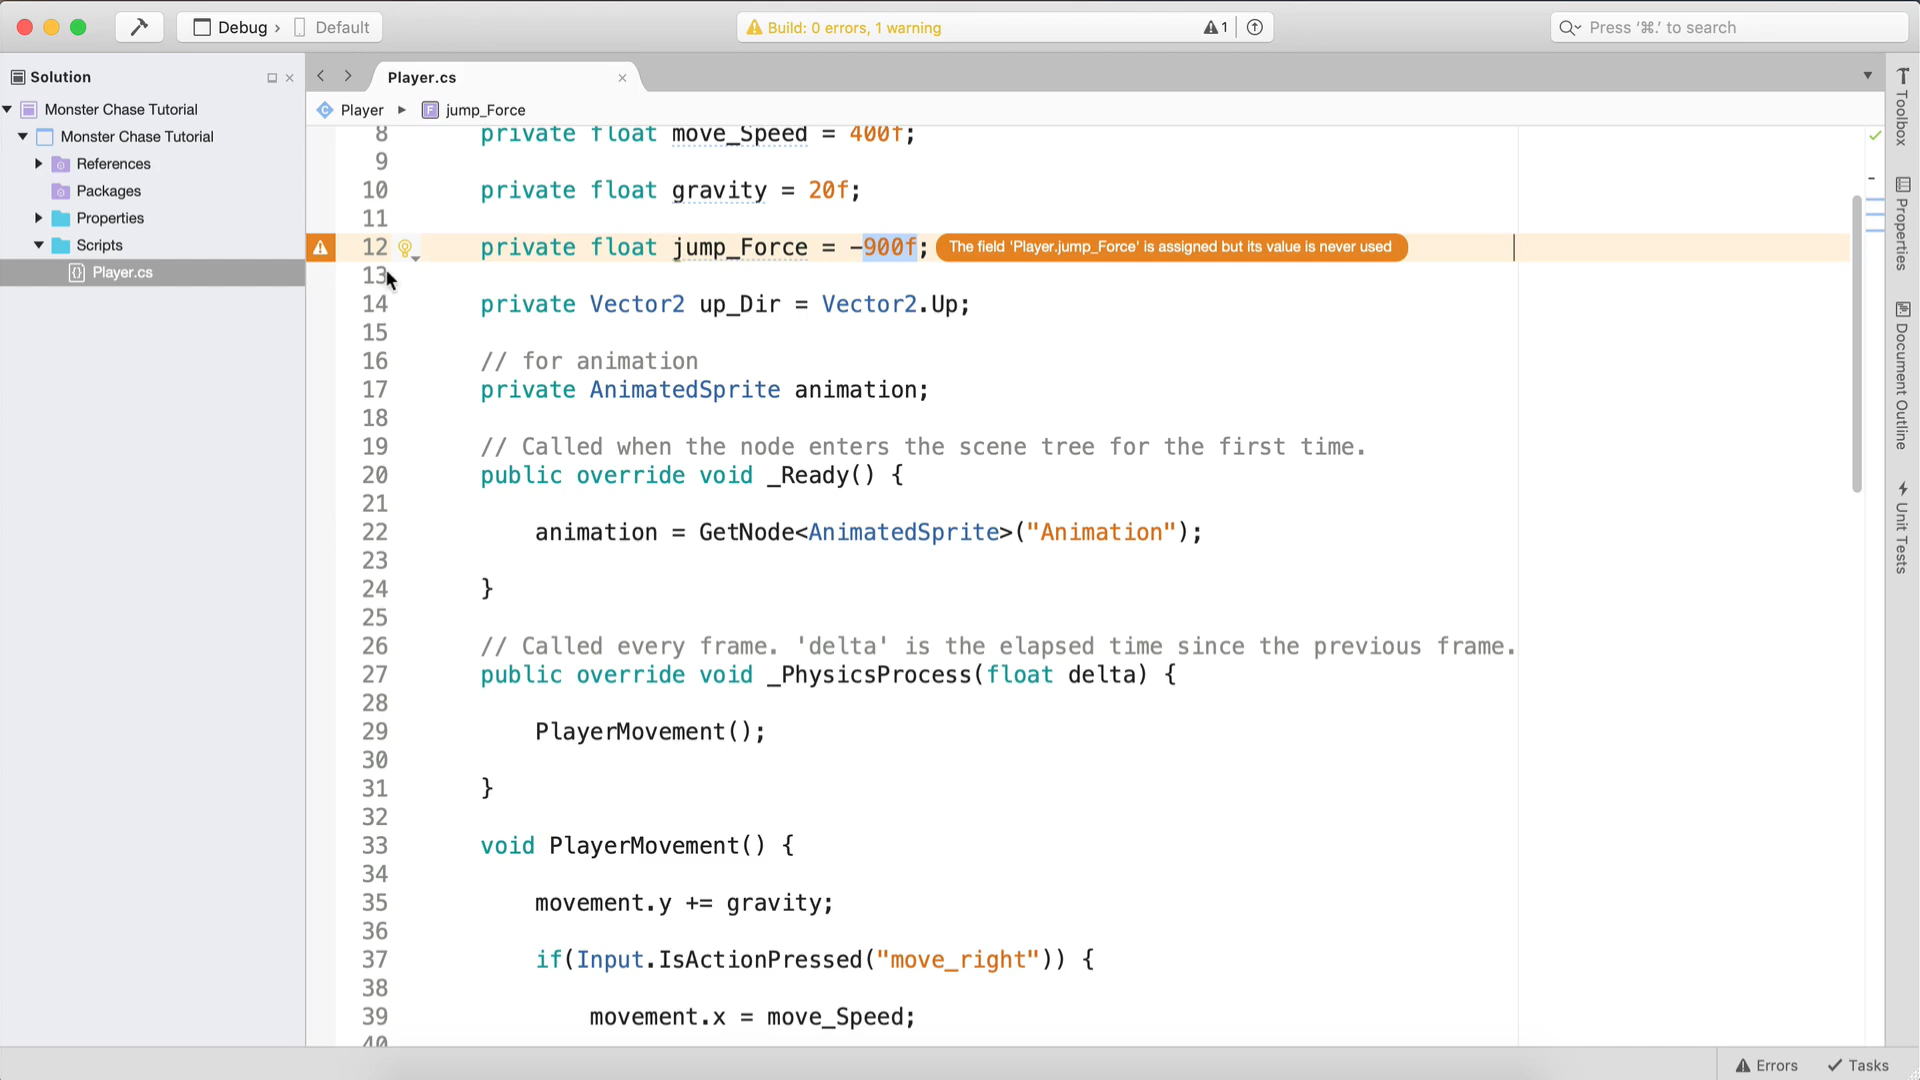 Debug › Default
Build: 0 errors, 1 warning
1
Press ‘⌘.’ to search
Solution
Monster Chase Tutorial
Monster Chase Tutorial
References
Packages
Properties
Scripts
Player.cs
Player.cs
Player ▸ jump_Force
8 private float move_Speed = 400f;
9
10 private float gravity = 20f;
11
12 private float jump_Force = -900f; The field 'Player.jump_Force' is assigned but its value is never used
13
14 private Vector2 up_Dir = Vector2.Up;
15
16 // for animation
17 private AnimatedSprite animation;
18
19 // Called when the node enters the scene tree for the first time.
20 public override void _Ready() {
21
22 animation = GetNode<AnimatedSprite>("Animation");
23
24 }
25
26 // Called every frame. 'delta' is the elapsed time since the previous frame.
27 public override void _PhysicsProcess(float delta) {
28
29 PlayerMovement();
30
31 }
32
33 void PlayerMovement() {
34
35 movement.y += gravity;
36
37 if(Input.IsActionPressed("move_right")) {
38
39 movement.x = move_Speed;
40
Toolbox
Properties
Document Outline
Unit Tests
Errors
Tasks